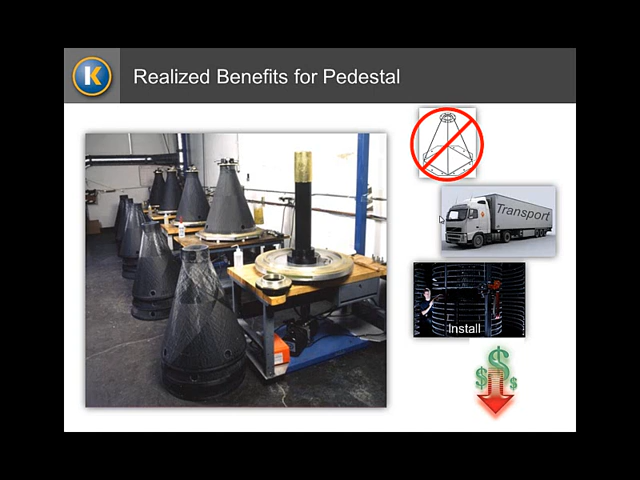 K
Realized Benefits for Pedestal
Transport
Install
$
$ $